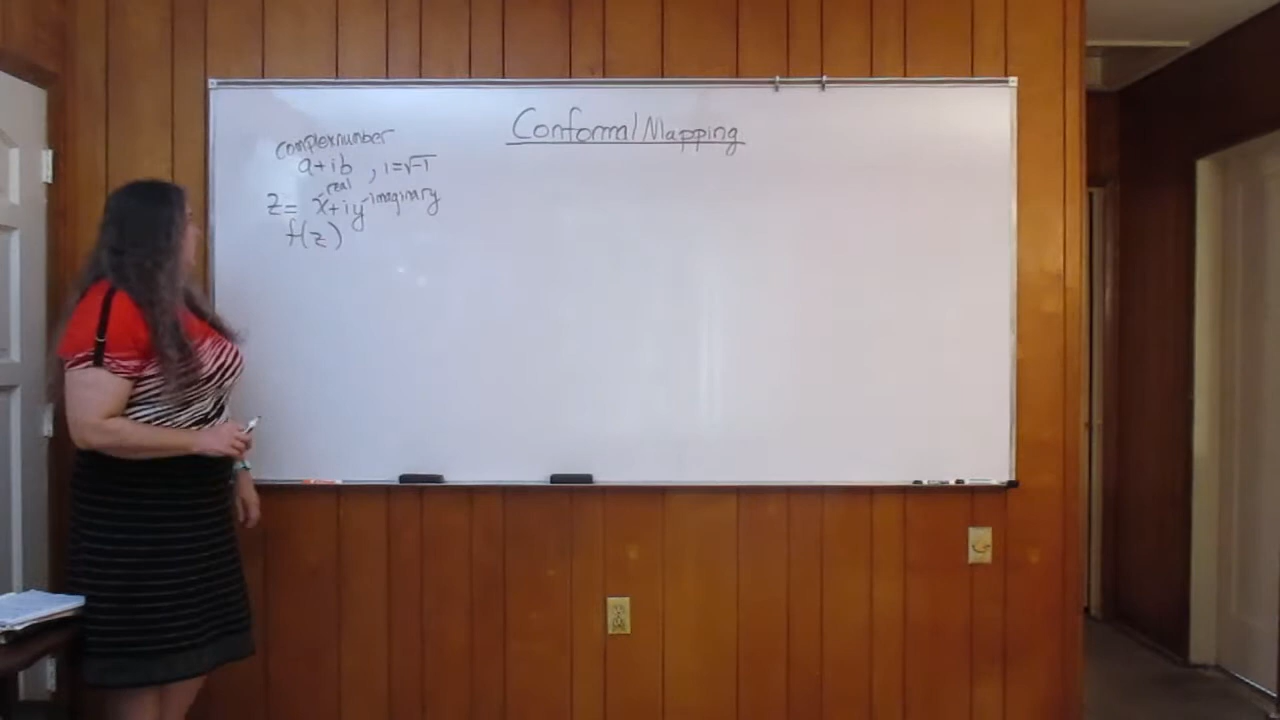 Conformal Mapping
complex number
a+ib , i=√-1
real
z= x+iy imaginary
f(z)